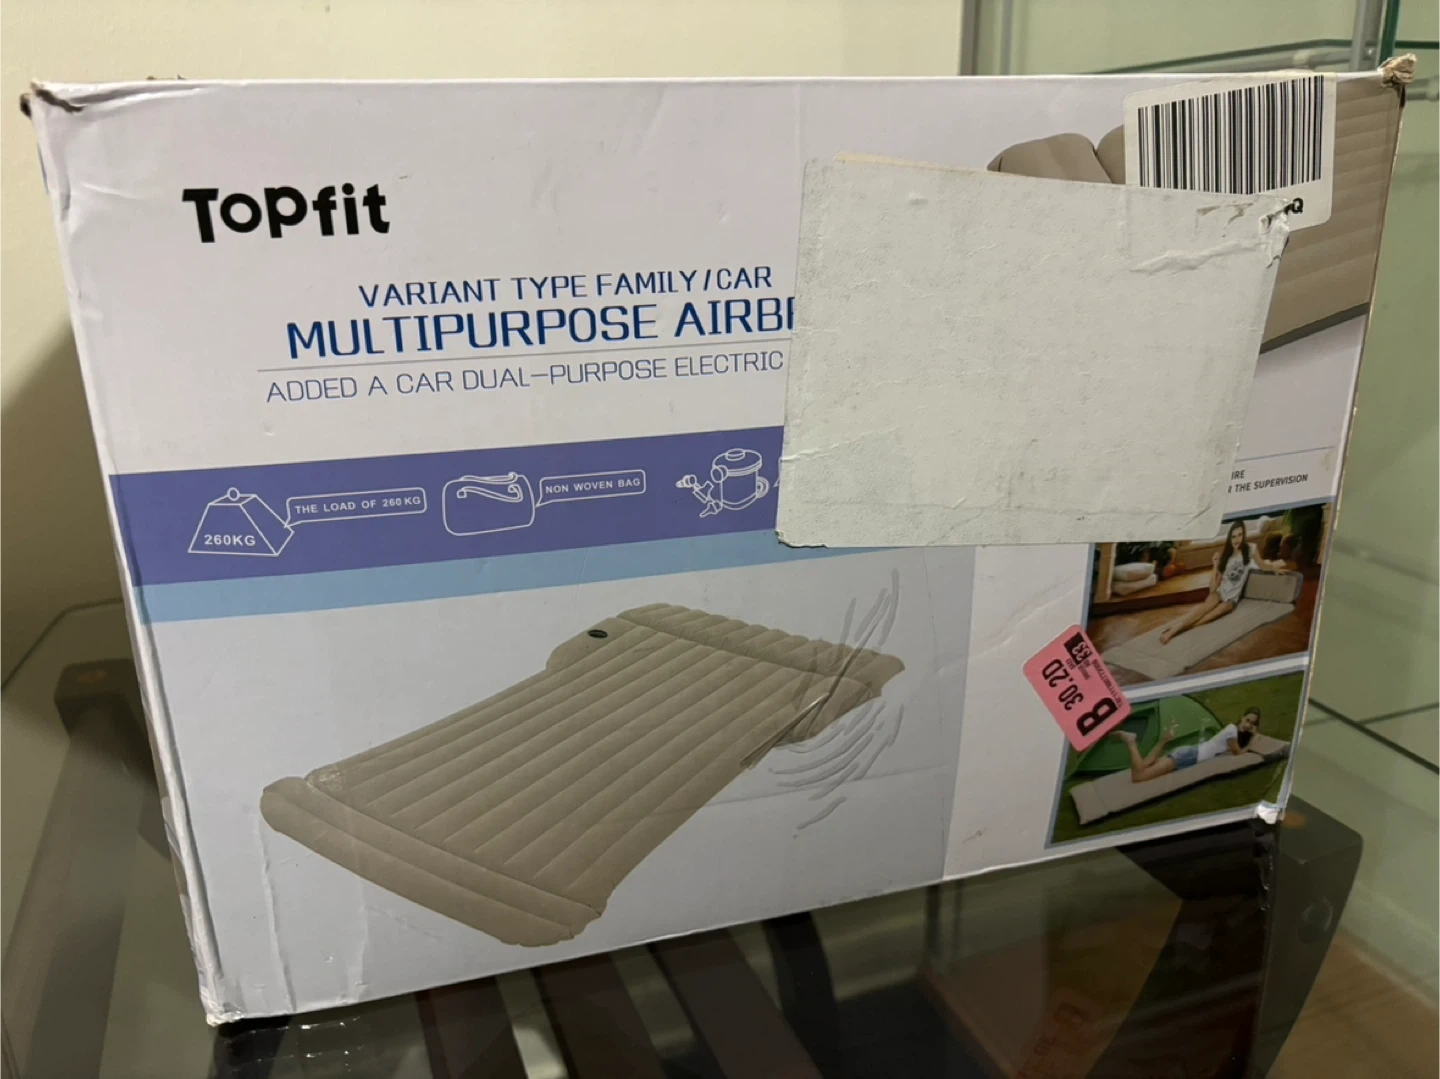 Topfit
VARIANT TYPE FAMILY/CAR
MULTIPURPOSE
ADDED A CAR DUAL-PURPOSE ELECTRIC
260KG
THE LOAD OF 260 KG
NON WOVEN BAG
Q
THE SUPERVISION
B
30.2D